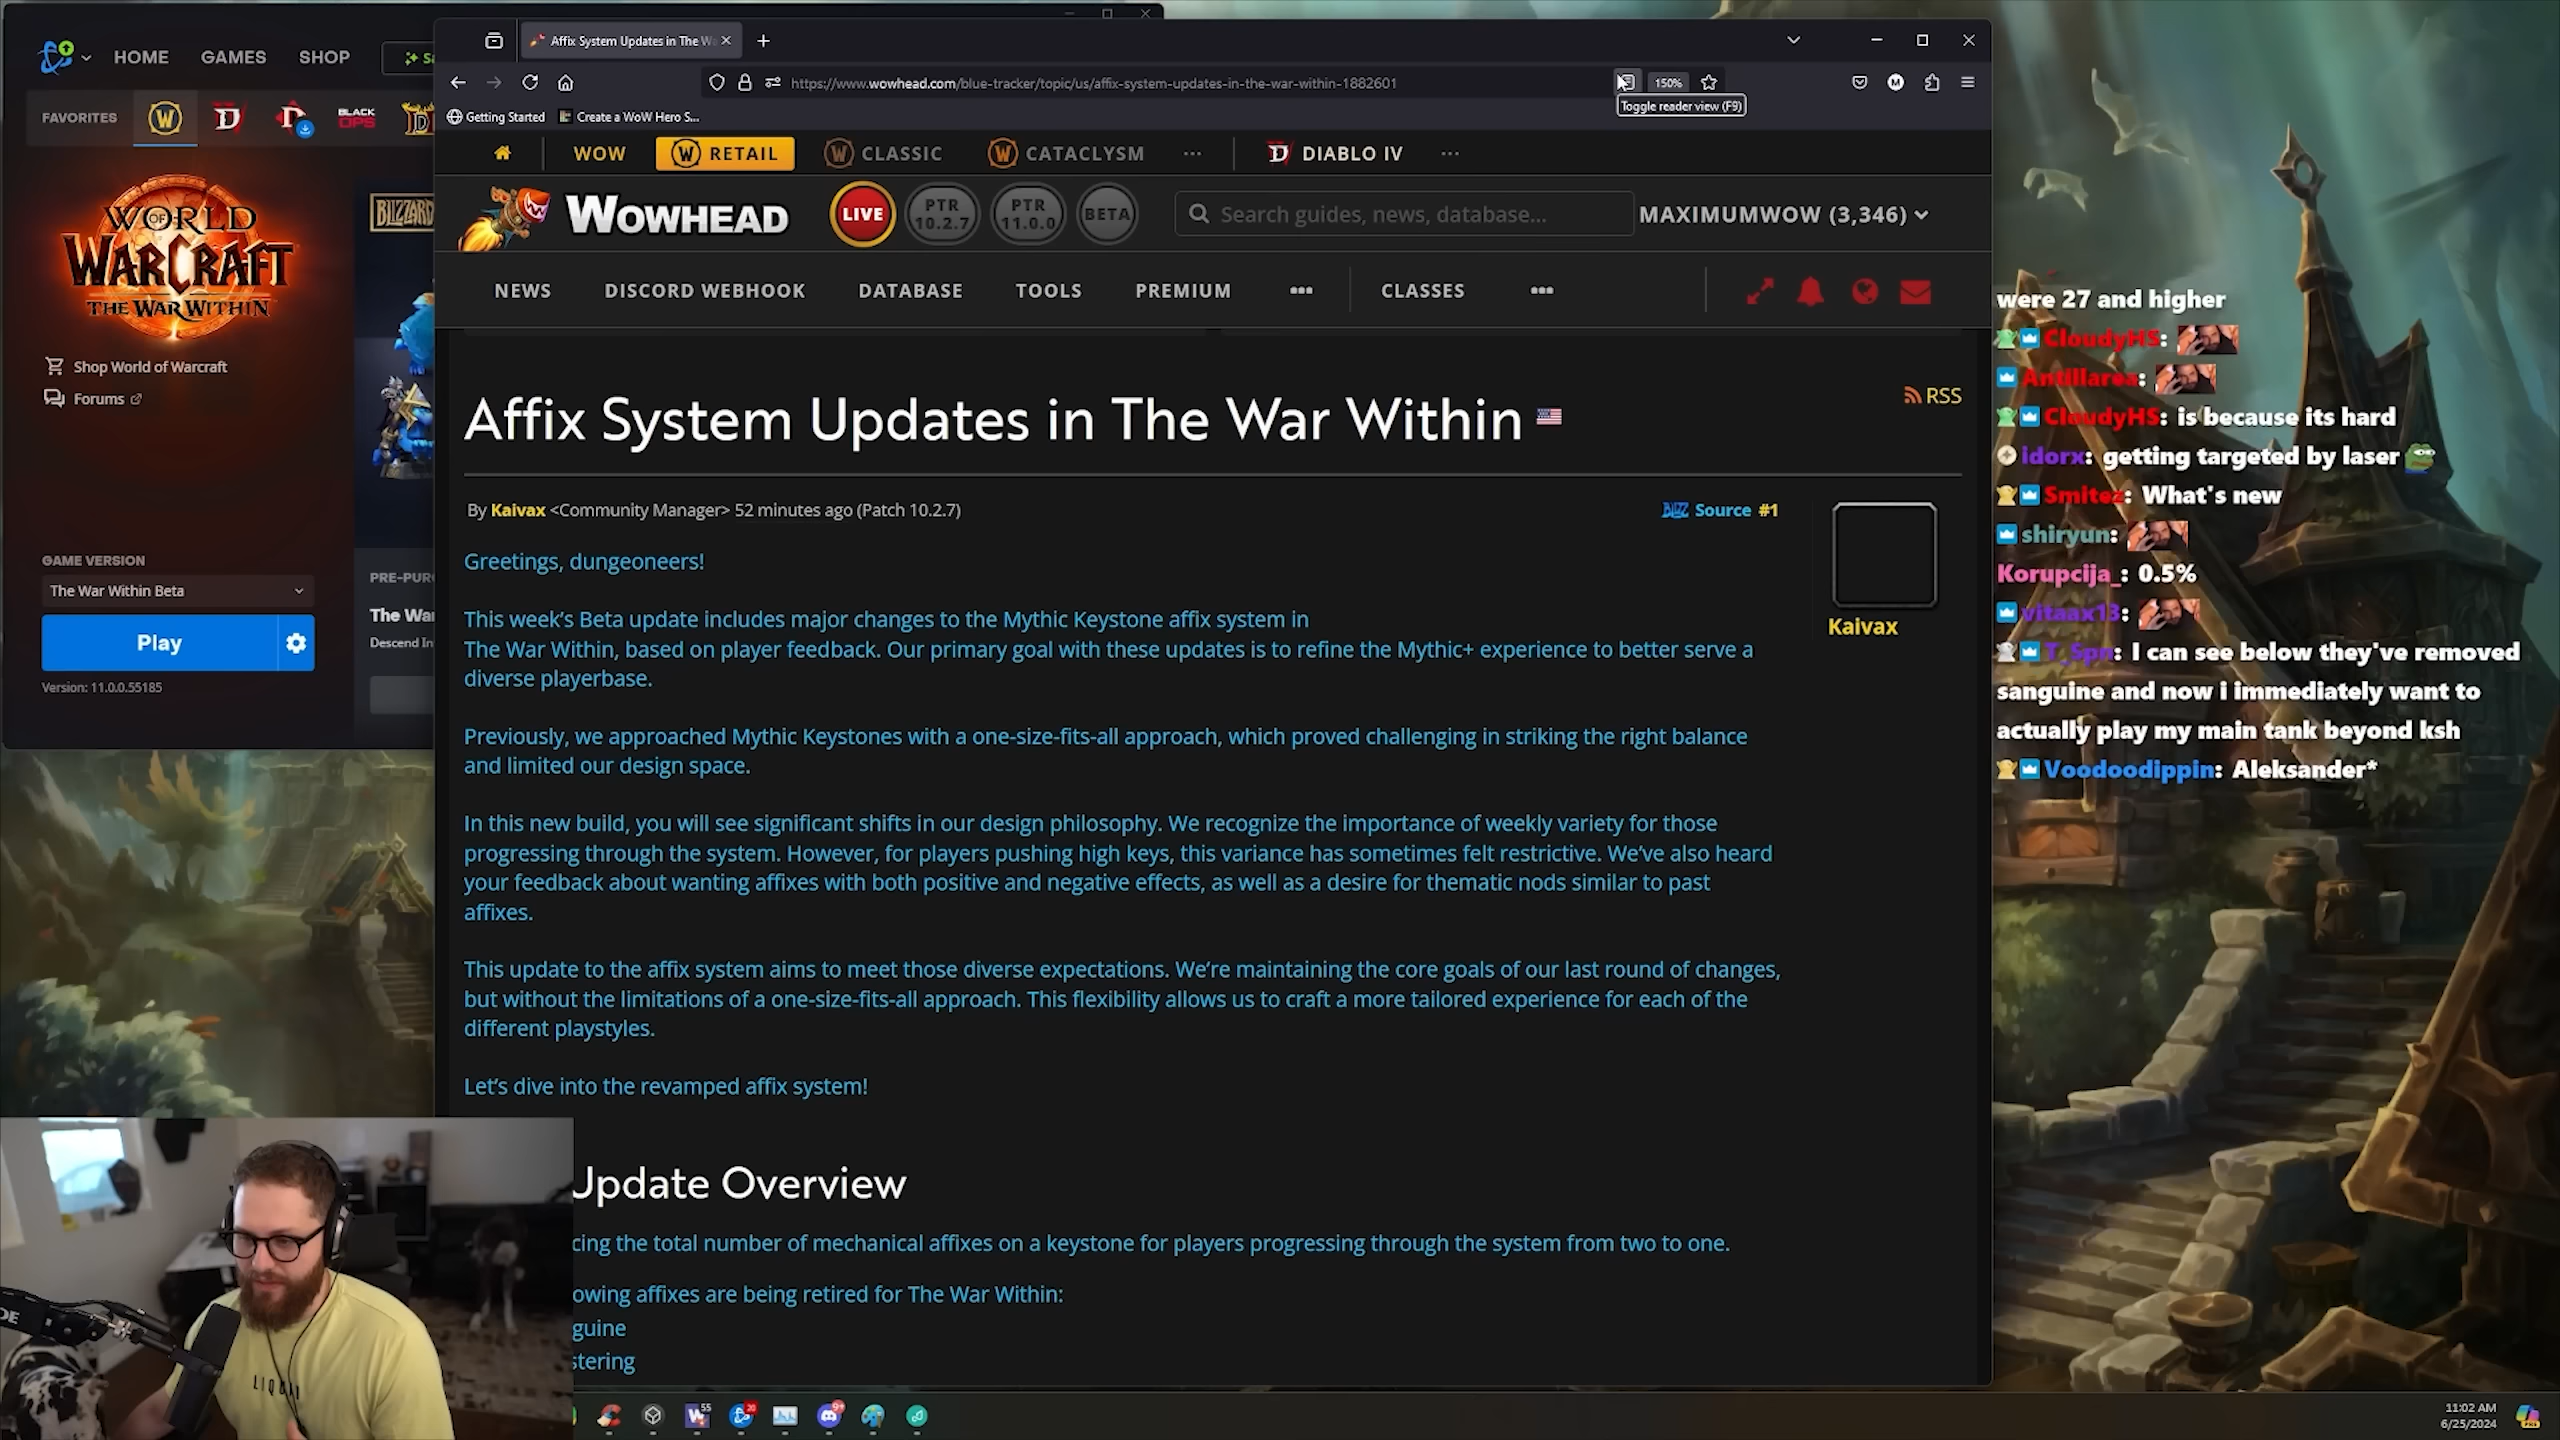 HOME GAMES SHOP
FAVORITES
BLACK OPS
WORLD OF WARCRAFT
THE WAR WITHIN
Shop World of Warcraft
Forums
GAME VERSION
The War Within Beta
Play
Version: 11.0.0.55185
BLIZZARD
PRE-PUR
The War
Descend In
Affix System Updates in The W
https://www.wowhead.com/blue-tracker/topic/us/affix-system-updates-in-the-war-within-1882601
150%
Toggle reader view (F9)
Getting Started Create a WoW Hero S...
WOW RETAIL CLASSIC CATACLYSM ... DIABLO IV ...
WOWHEAD LIVE PTR 10.2.7 PTR 11.0.0 BETA Search guides, news, database... MAXIMUMWOW (3,346)
NEWS DISCORD WEBHOOK DATABASE TOOLS PREMIUM ... CLASSES ...
RSS
Affix System Updates in The War Within
By Kaivax <Community Manager> 52 minutes ago (Patch 10.2.7) BLIZZ Source #1
Kaivax
Greetings, dungeoneers!
This week's Beta update includes major changes to the Mythic Keystone affix system in
The War Within, based on player feedback. Our primary goal with these updates is to refine the Mythic+ experience to better serve a
diverse playerbase.
Previously, we approached Mythic Keystones with a one-size-fits-all approach, which proved challenging in striking the right balance
and limited our design space.
In this new build, you will see significant shifts in our design philosophy. We recognize the importance of weekly variety for those
progressing through the system. However, for players pushing high keys, this variance has sometimes felt restrictive. We've also heard
your feedback about wanting affixes with both positive and negative effects, as well as a desire for thematic nods similar to past
affixes.
This update to the affix system aims to meet those diverse expectations. We're maintaining the core goals of our last round of changes,
but without the limitations of a one-size-fits-all approach. This flexibility allows us to craft a more tailored experience for each of the
different playstyles.
Let's dive into the revamped affix system!
Update Overview
cing the total number of mechanical affixes on a keystone for players progressing through the system from two to one.
owing affixes are being retired for The War Within:
guine
stering
were 27 and higher
CloudyHS:
Antillarea:
CloudyHS: is because its hard
idorx: getting targeted by laser
Smitez: What's new
shiryun:
Korupcija_: 0.5%
vitaax13:
T_Spn: I can see below they've removed
sanguine and now i immediately want to
actually play my main tank beyond ksh
Voodoodippin: Aleksander*
LIQUID
55
20
9+
11:02 AM
6/25/2024